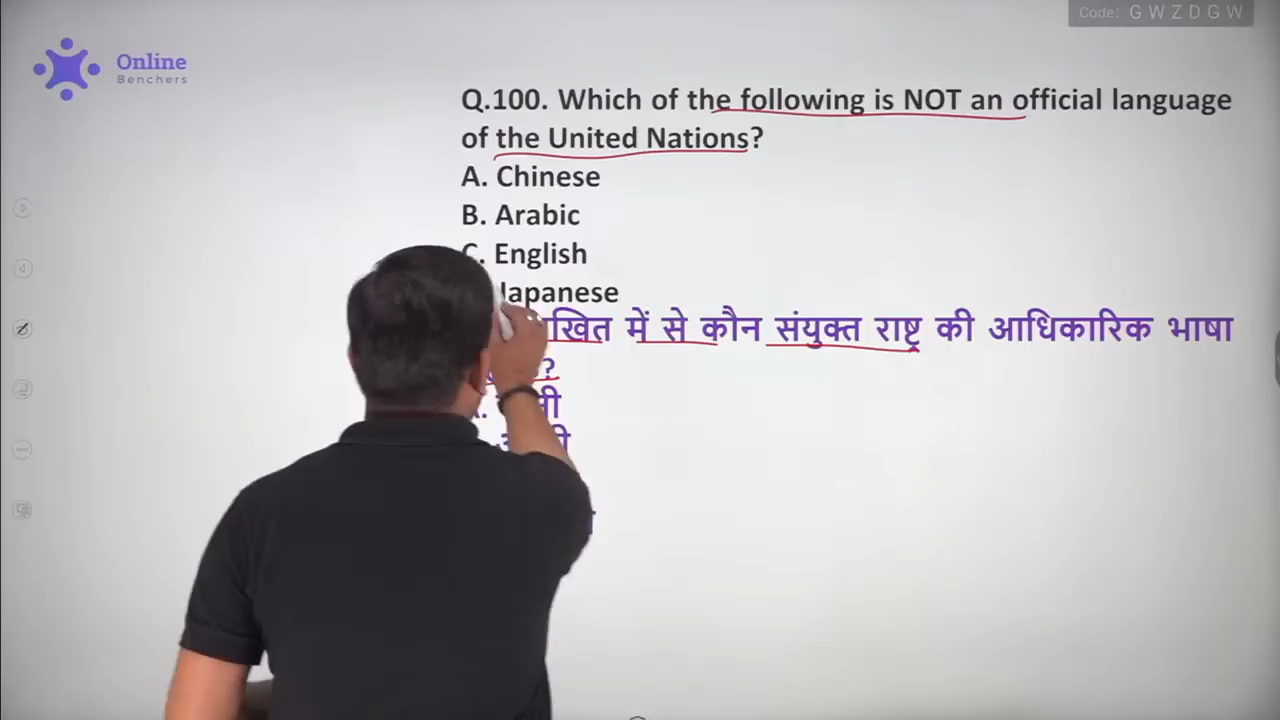 Code: GWZDGW
Online
Benchers
Q.100. Which of the following is NOT an official language
of the United Nations?
A. Chinese
B. Arabic
C. English
Japanese
में से कौन संयुक्त राष्ट्र की आधिकारिक भाषा
?